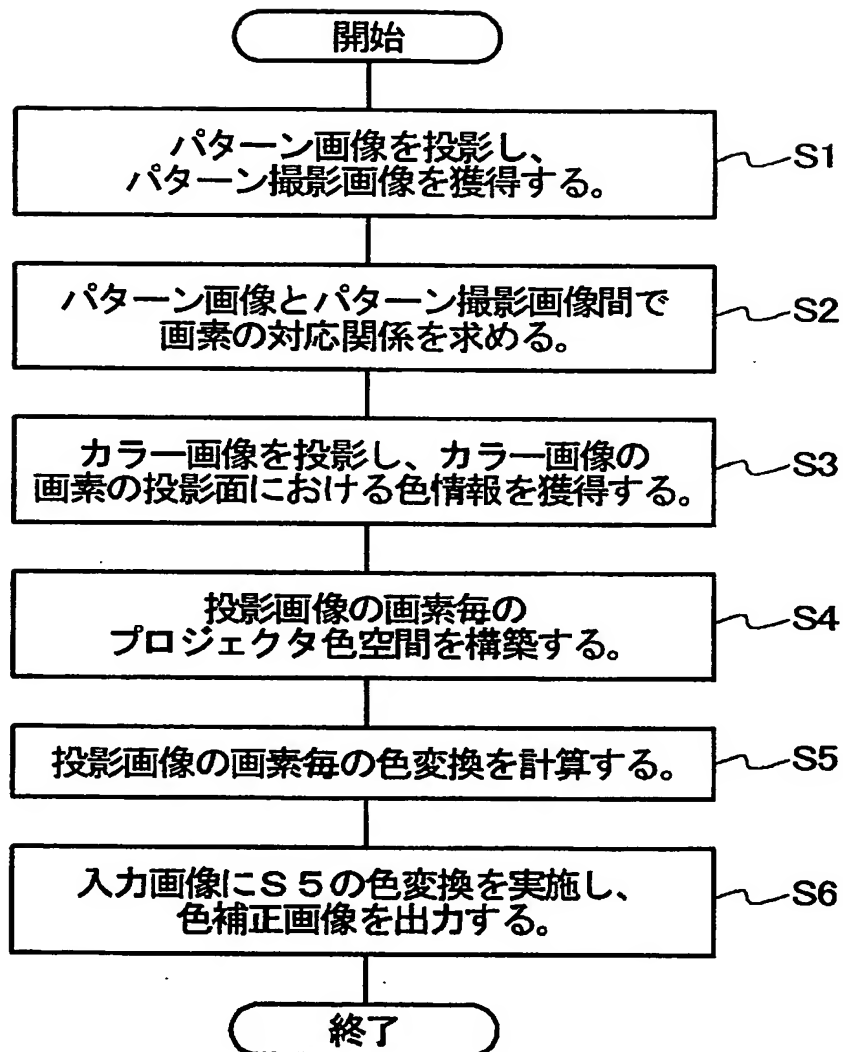 開始
パターン画像を投影し、
パターン撮影画像を獲得する。
S1
パターン画像とパターン撮影画像間で
画素の対応関係を求める。
S2
カラー画像を投影し、カラー画像の
画素の投影面における色情報を獲得する。
S3
投影画像の画素毎の
プロジェクタ色空間を構築する。
S4
投影画像の画素毎の色変換を計算する。
S5
入力画像にS5の色変換を実施し、
色補正画像を出力する。
S6
終了